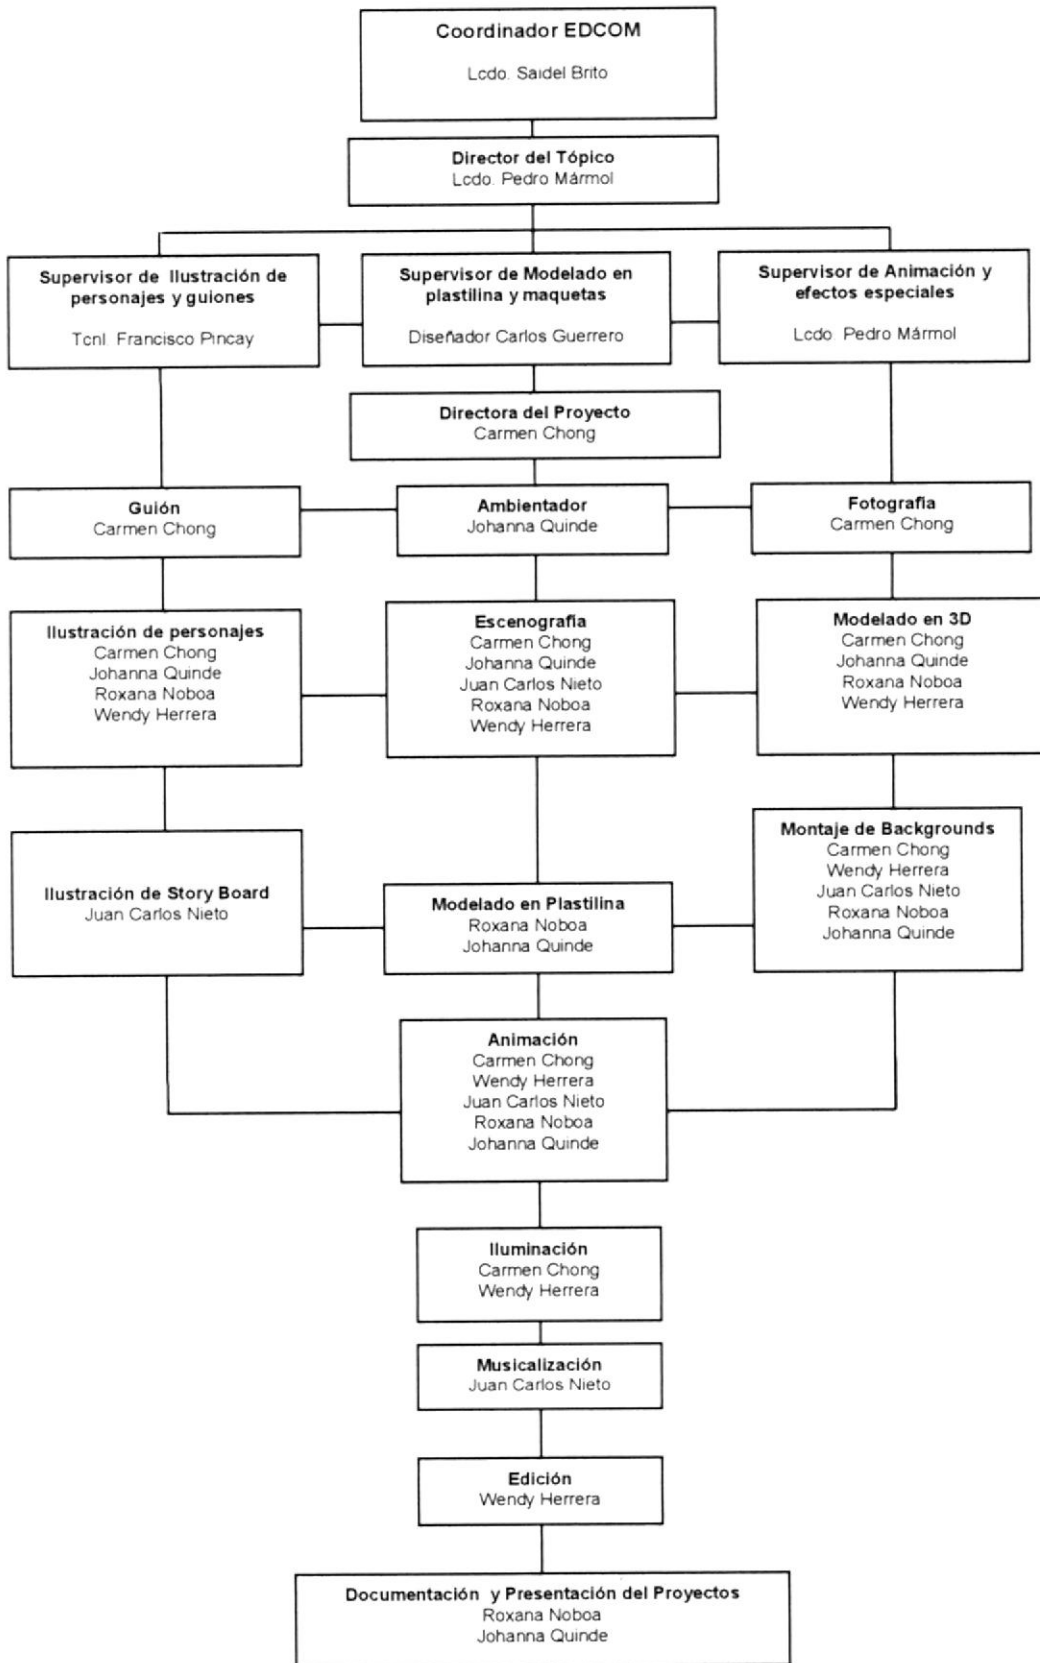 Coordinador EDCOM
Lcdo. Saidel Brito
Director del Tópico
Lcdo. Pedro Mármol
Supervisor de Ilustración de
personajes y guiones
Tcnl. Francisco Pincay
Supervisor de Modelado en
plastilina y maquetas
Diseñador Carlos Guerrero
Supervisor de Animación y
efectos especiales
Lcdo. Pedro Mármol
Directora del Proyecto
Carmen Chong
Guión
Carmen Chong
Ambientador
Johanna Quinde
Fotografia
Carmen Chong
Ilustración de personajes
Carmen Chong
Johanna Quinde
Roxana Noboa
Wendy Herrera
Escenografia
Carmen Chong
Johanna Quinde
Juan Carlos Nieto
Roxana Noboa
Wendy Herrera
Modelado en 3D
Carmen Chong
Johanna Quinde
Roxana Noboa
Wendy Herrera
Ilustración de Story Board
Juan Carlos Nieto
Modelado en Plastilina
Roxana Noboa
Johanna Quinde
Montaje de Backgrounds
Carmen Chong
Wendy Herrera
Juan Carlos Nieto
Roxana Noboa
Johanna Quinde
Animación
Carmen Chong
Wendy Herrera
Juan Carlos Nieto
Roxana Noboa
Johanna Quinde
Iluminación
Carmen Chong
Wendy Herrera
Musicalización
Juan Carlos Nieto
Edición
Wendy Herrera
Documentación y Presentación del Proyectos
Roxana Noboa
Johanna Quinde